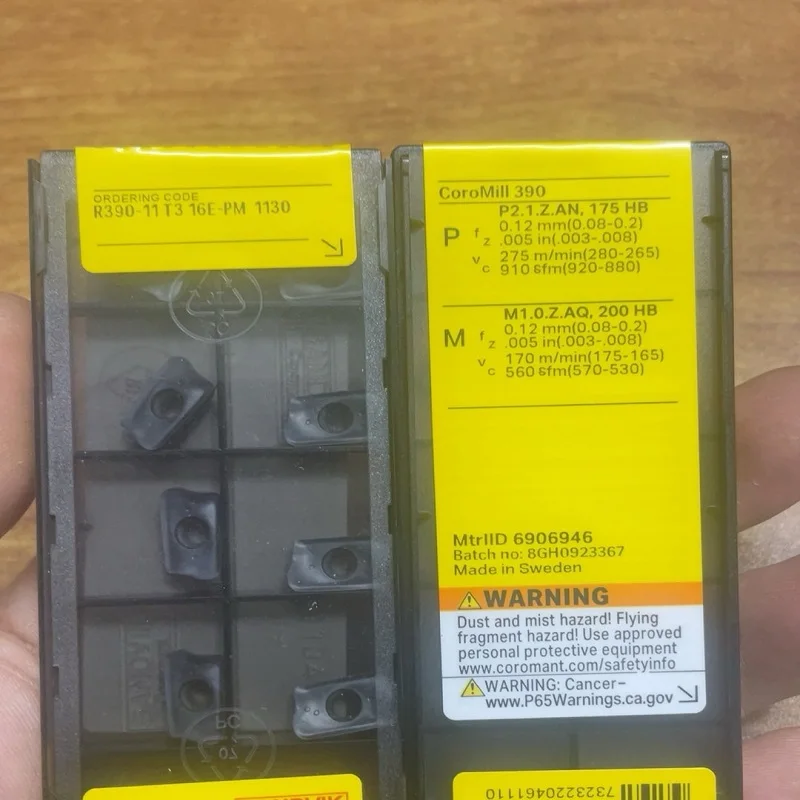 ORDERING CODE
R390-11 T3 16E-PM 1130
PC
07
CoroMill 390
P
P2.1.Z.AN, 175 HB
fz 0.12 mm(0.08-0.2)
.005 in(.003-.008)
vc 275 m/min(280-265)
910 sfm(920-880)
M
M1.0.Z.AQ, 200 HB
fz 0.12 mm(0.08-0.2)
.005 in(.003-.008)
vc 170 m/min(175-165)
560 sfm(570-530)
MtrlID 6906946
Batch no: 8GH0923367
Made in Sweden
WARNING
Dust and mist hazard! Flying
fragment hazard! Use approved
personal protective equipment
www.coromant.com/safetyinfo
WARNING: Cancer-
www.P65Warnings.ca.gov
7323220461110